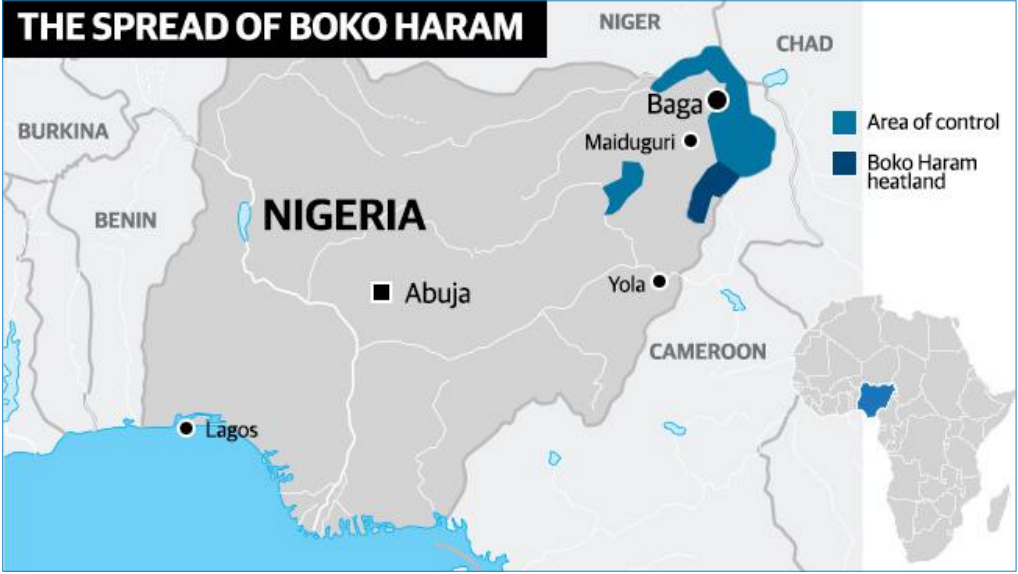 THE SPREAD OF BOKO HARAM
NIGER
CHAD
BURKINA
Baga
Maiduguri
Area of control
Boko Haram
heatland
BENIN
NIGERIA
Abuja
Yola
CAMEROON
Lagos